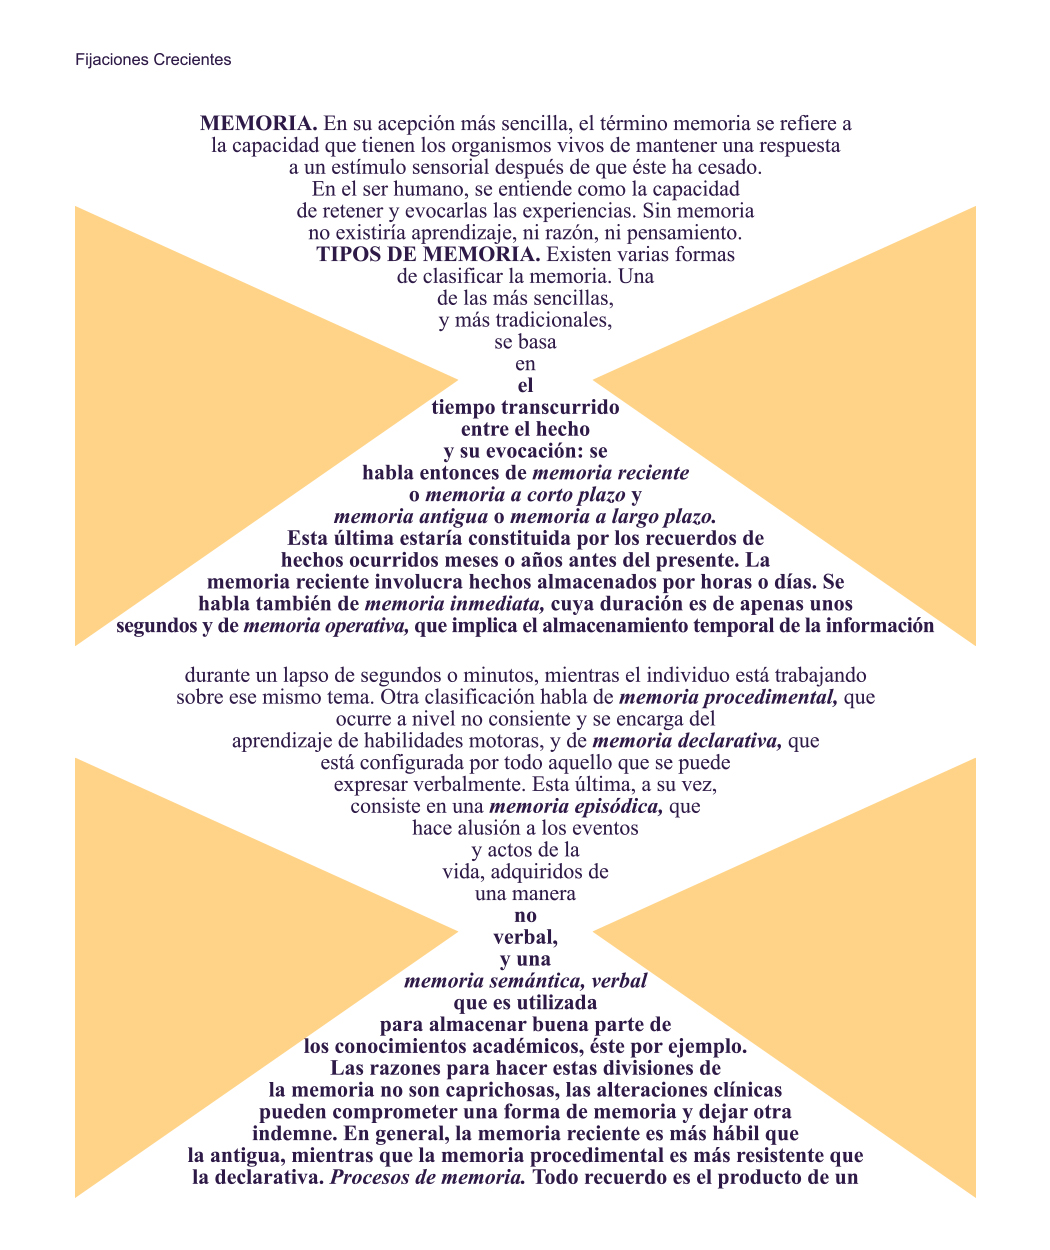 Fijaciones Crecientes
MEMORIA. En su acepción más sencilla, el término memoria se refiere a
la capacidad que tienen los organismos vivos de mantener una respuesta
a un estímulo sensorial después de que éste ha cesado.
En el ser humano, se entiende como la capacidad
de retener y evocarlas las experiencias. Sin memoria
no existiría aprendizaje, ni razón, ni pensamiento.
TIPOS DE MEMORIA. Existen varias formas
de clasificar la memoria. Una
de las más sencillas,
y más tradicionales,
se basa
en
el
tiempo transcurrido
entre el hecho
y su evocación: se
habla entonces de memoria reciente
o memoria a corto plazo y
memoria antigua o memoria a largo plazo.
Esta última estaría constituida por los recuerdos de
hechos ocurridos meses o años antes del presente. La
memoria reciente involucra hechos almacenados por horas o días. Se
habla también de memoria inmediata, cuya duración es de apenas unos
segundos y de memoria operativa, que implica el almacenamiento temporal de la información
durante un lapso de segundos o minutos, mientras el individuo está trabajando
sobre ese mismo tema. Otra clasificación habla de memoria procedimental, que
ocurre a nivel no consiente y se encarga del
aprendizaje de habilidades motoras, y de memoria declarativa, que
está configurada por todo aquello que se puede
expresar verbalmente. Esta última, a su vez,
consiste en una memoria episódica, que
hace alusión a los eventos
y actos de la
vida, adquiridos de
una manera
no
verbal,
y una
memoria semántica, verbal
que es utilizada
para almacenar buena parte de
los conocimientos académicos, éste por ejemplo.
Las razones para hacer estas divisiones de
la memoria no son caprichosas, las alteraciones clínicas
pueden comprometer una forma de memoria y dejar otra
indemne. En general, la memoria reciente es más hábil que
la antigua, mientras que la memoria procedimental es más resistente que
la declarativa. Procesos de memoria. Todo recuerdo es el producto de un